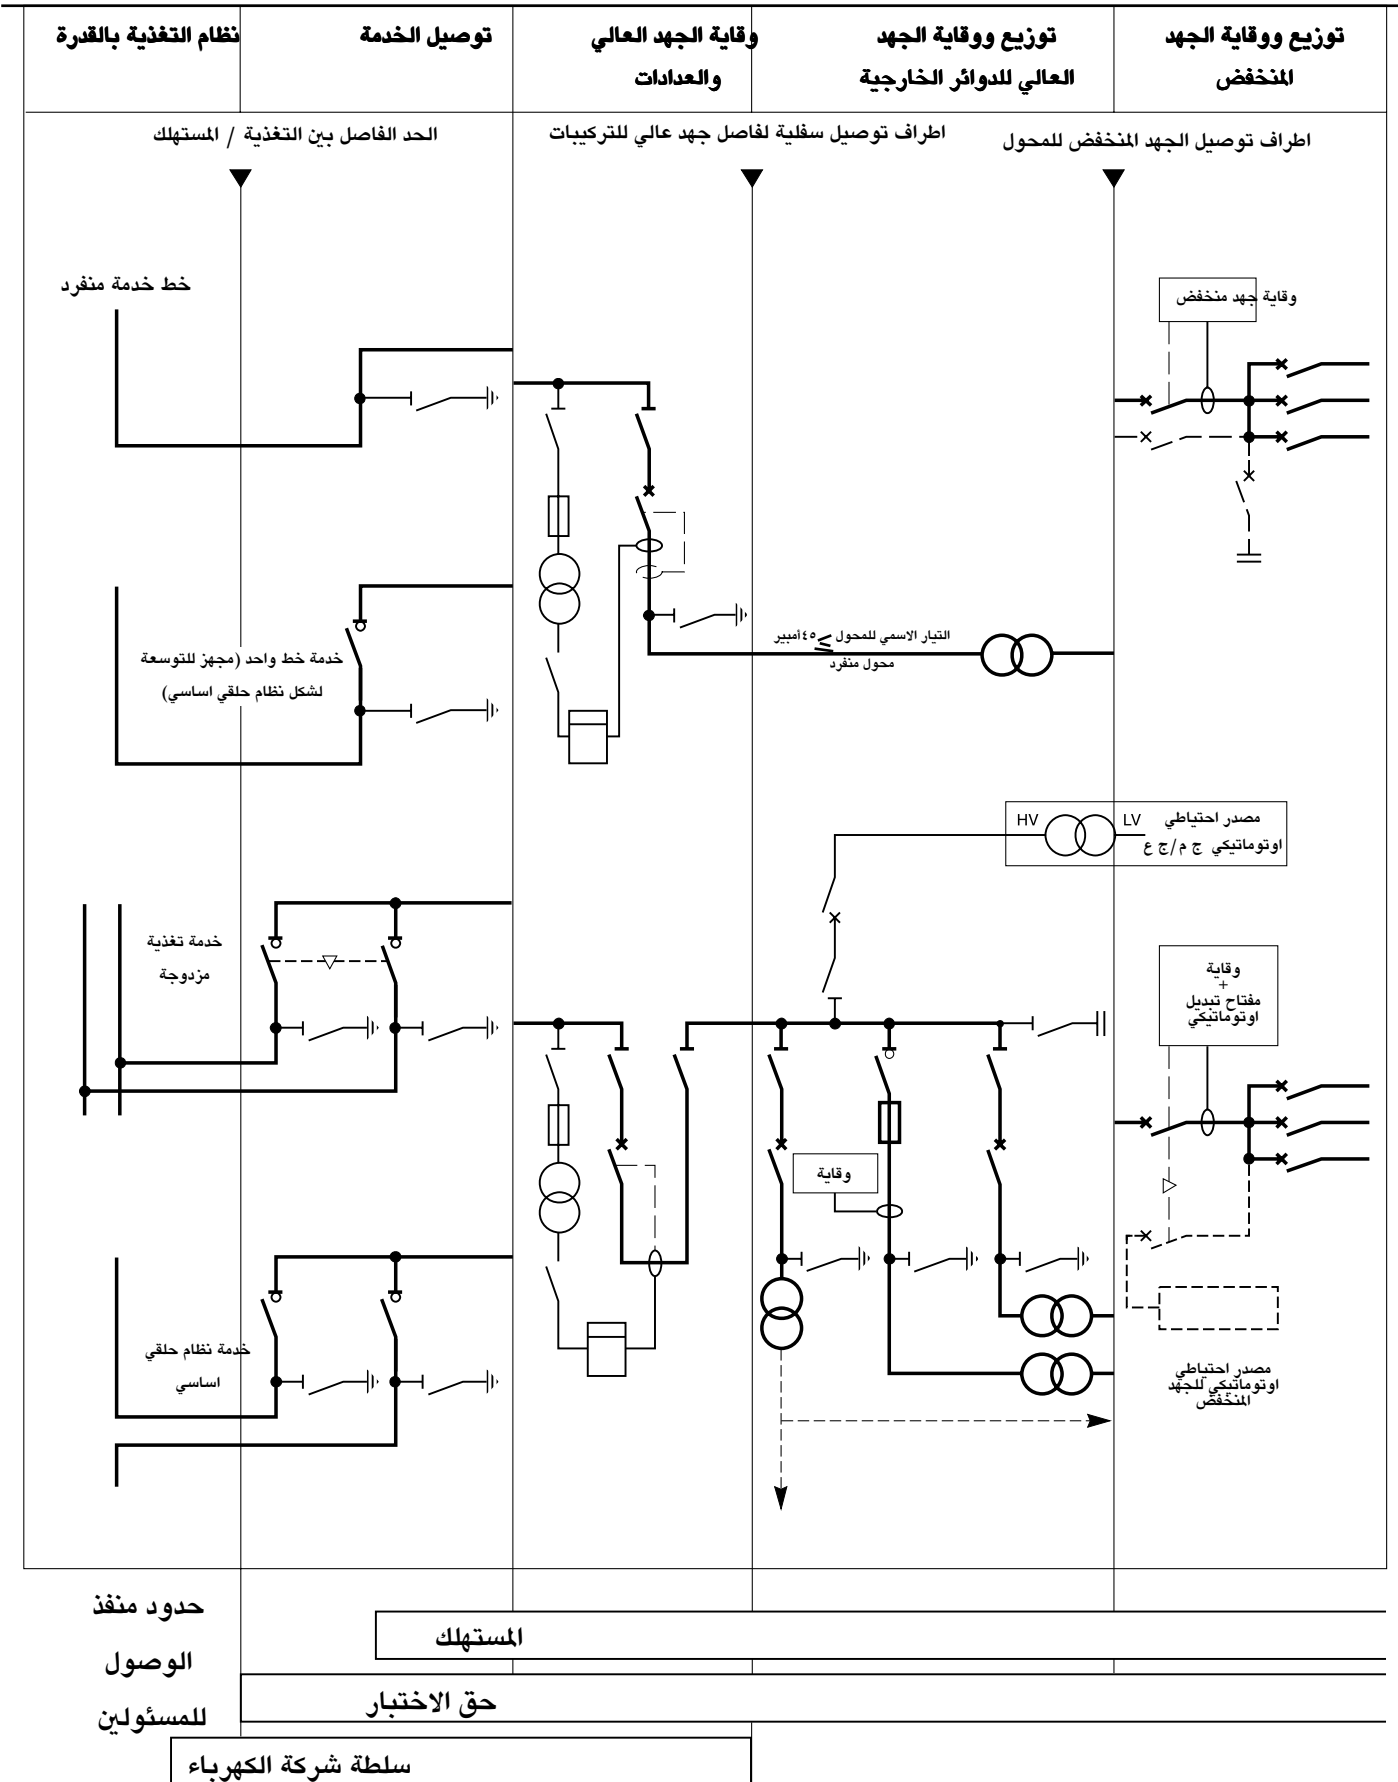 نظام التغذية بالقدرة
توصيل الخدمة
وقاية الجهد العالي
والعدادات
توزيع ووقاية الجهد
العالي للدوائر الخارجية
توزيع ووقاية الجهد
المنخفض
الحد الفاصل بين التغذية / المستهلك
اطراف توصيل سفلية لفاصل جهد عالي للتركيبات
اطراف توصيل الجهد المنخفض للمحول
خط خدمة منفرد
وقاية جهد منخفض
خدمة خط واحد (مجهز للتوسعة
لشكل نظام حلقي اساسي)
التيار الاسمي للمحول ≤ ٤٥ أمبير
محول منفرد
HV
LV
مصدر احتياطي
اوتوماتيكي ج م/ج ع
خدمة تغذية
مزدوجة
وقاية
+
مفتاح تبديل
اوتوماتيكي
وقاية
خدمة نظام حلقي
اساسي
مصدر احتياطي
اوتوماتيكي للجهد
المنخفض
حدود منفذ
الوصول
للمسئولين
المستهلك
حق الاختبار
سلطة شركة الكهرباء